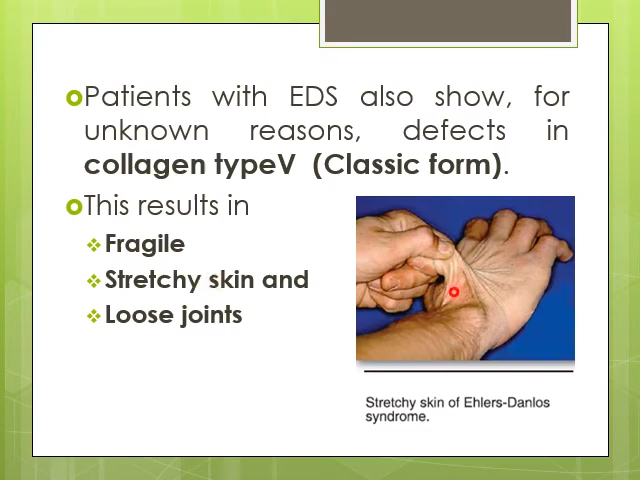 Patients with EDS also show, for
unknown reasons, defects in
collagen typeV (Classic form).
This results in
Fragile
Stretchy skin and
Loose joints
Stretchy skin of Ehlers-Danlos
syndrome.